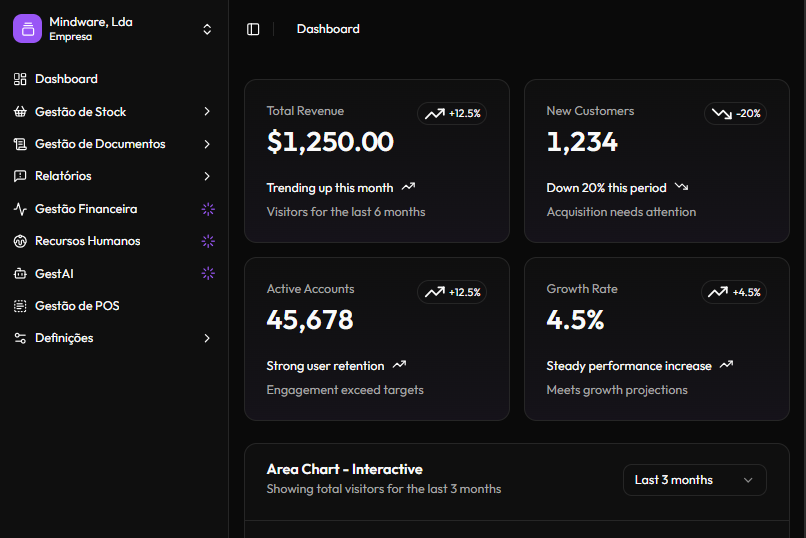 Mindware, Lda
Empresa
Dashboard
Gestão de Stock
Gestão de Documentos
Relatórios
Gestão Financeira
Recursos Humanos
GestAI
Gestão de POS
Definições
Dashboard
Total Revenue
+12.5%
$1,250.00
Trending up this month
Visitors for the last 6 months
New Customers
-20%
1,234
Down 20% this period
Acquisition needs attention
Active Accounts
+12.5%
45,678
Strong user retention
Engagement exceed targets
Growth Rate
+4.5%
4.5%
Steady performance increase
Meets growth projections
Area Chart - Interactive
Showing total visitors for the last 3 months
Last 3 months